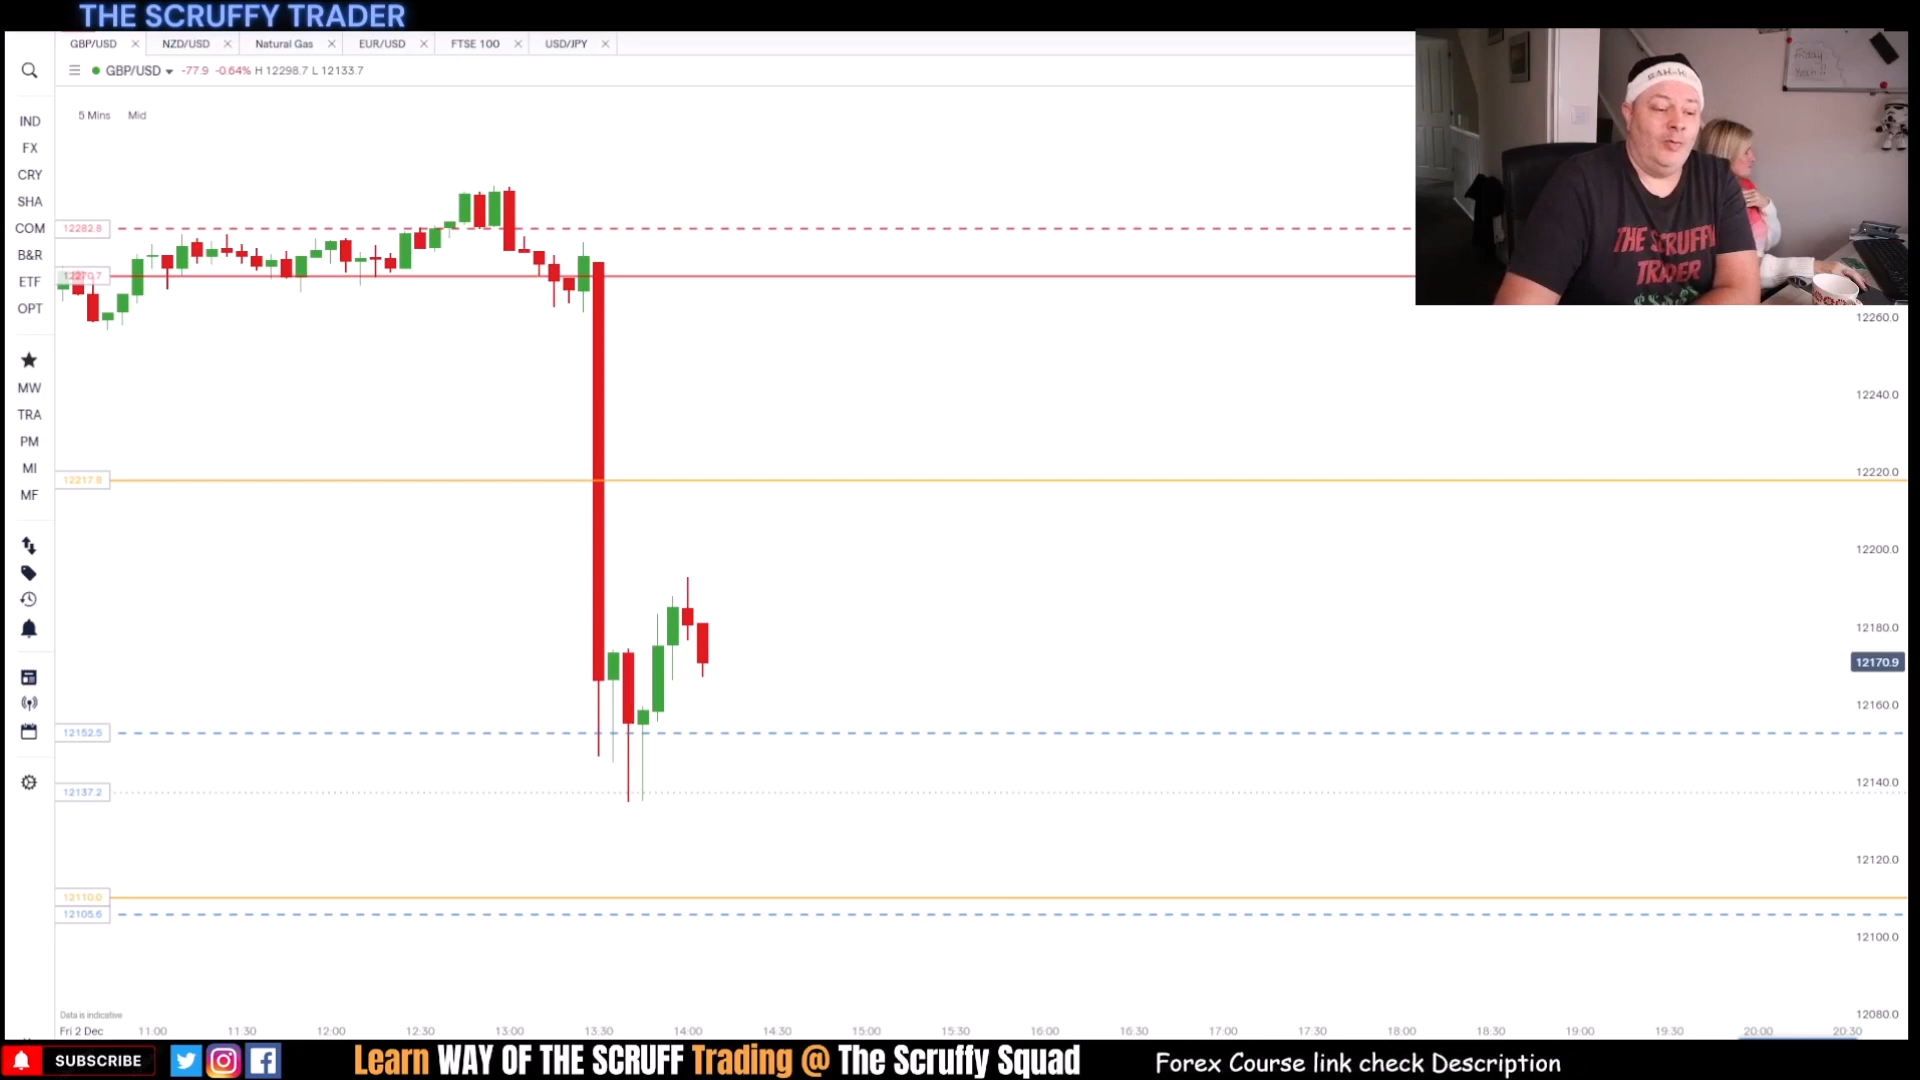 THE SCRUFFY TRADER
GBP/USD
NZD/USD
Natural Gas
EUR/USD
FTSE 100
USD/JPY
GBP/USD -77.9 -0.64% H 12298.7 L 12133.7
5 Mins Mid
IND
FX
CRY
SHA
COM
B&R
ETF
OPT
MW
TRA
PM
MI
MF
12282.8
12270.7
12217.8
12152.5
12137.2
12110.0
12105.6
Friday
THE SCRUFFY
TRADER
12260.0
12240.0
12220.0
12200.0
12180.0
12170.9
12160.0
12140.0
12120.0
12100.0
12080.0
Data is indicative
Fri 2 Dec 11:00 11:30 12:00 12:30 13:00 13:30 14:00 14:30 15:00 15:30 16:00 16:30 17:00 17:30 18:00 18:30 19:00 19:30 20:00 20:30
SUBSCRIBE
Learn WAY OF THE SCRUFF Trading @ The Scruffy Squad
Forex Course link check Description